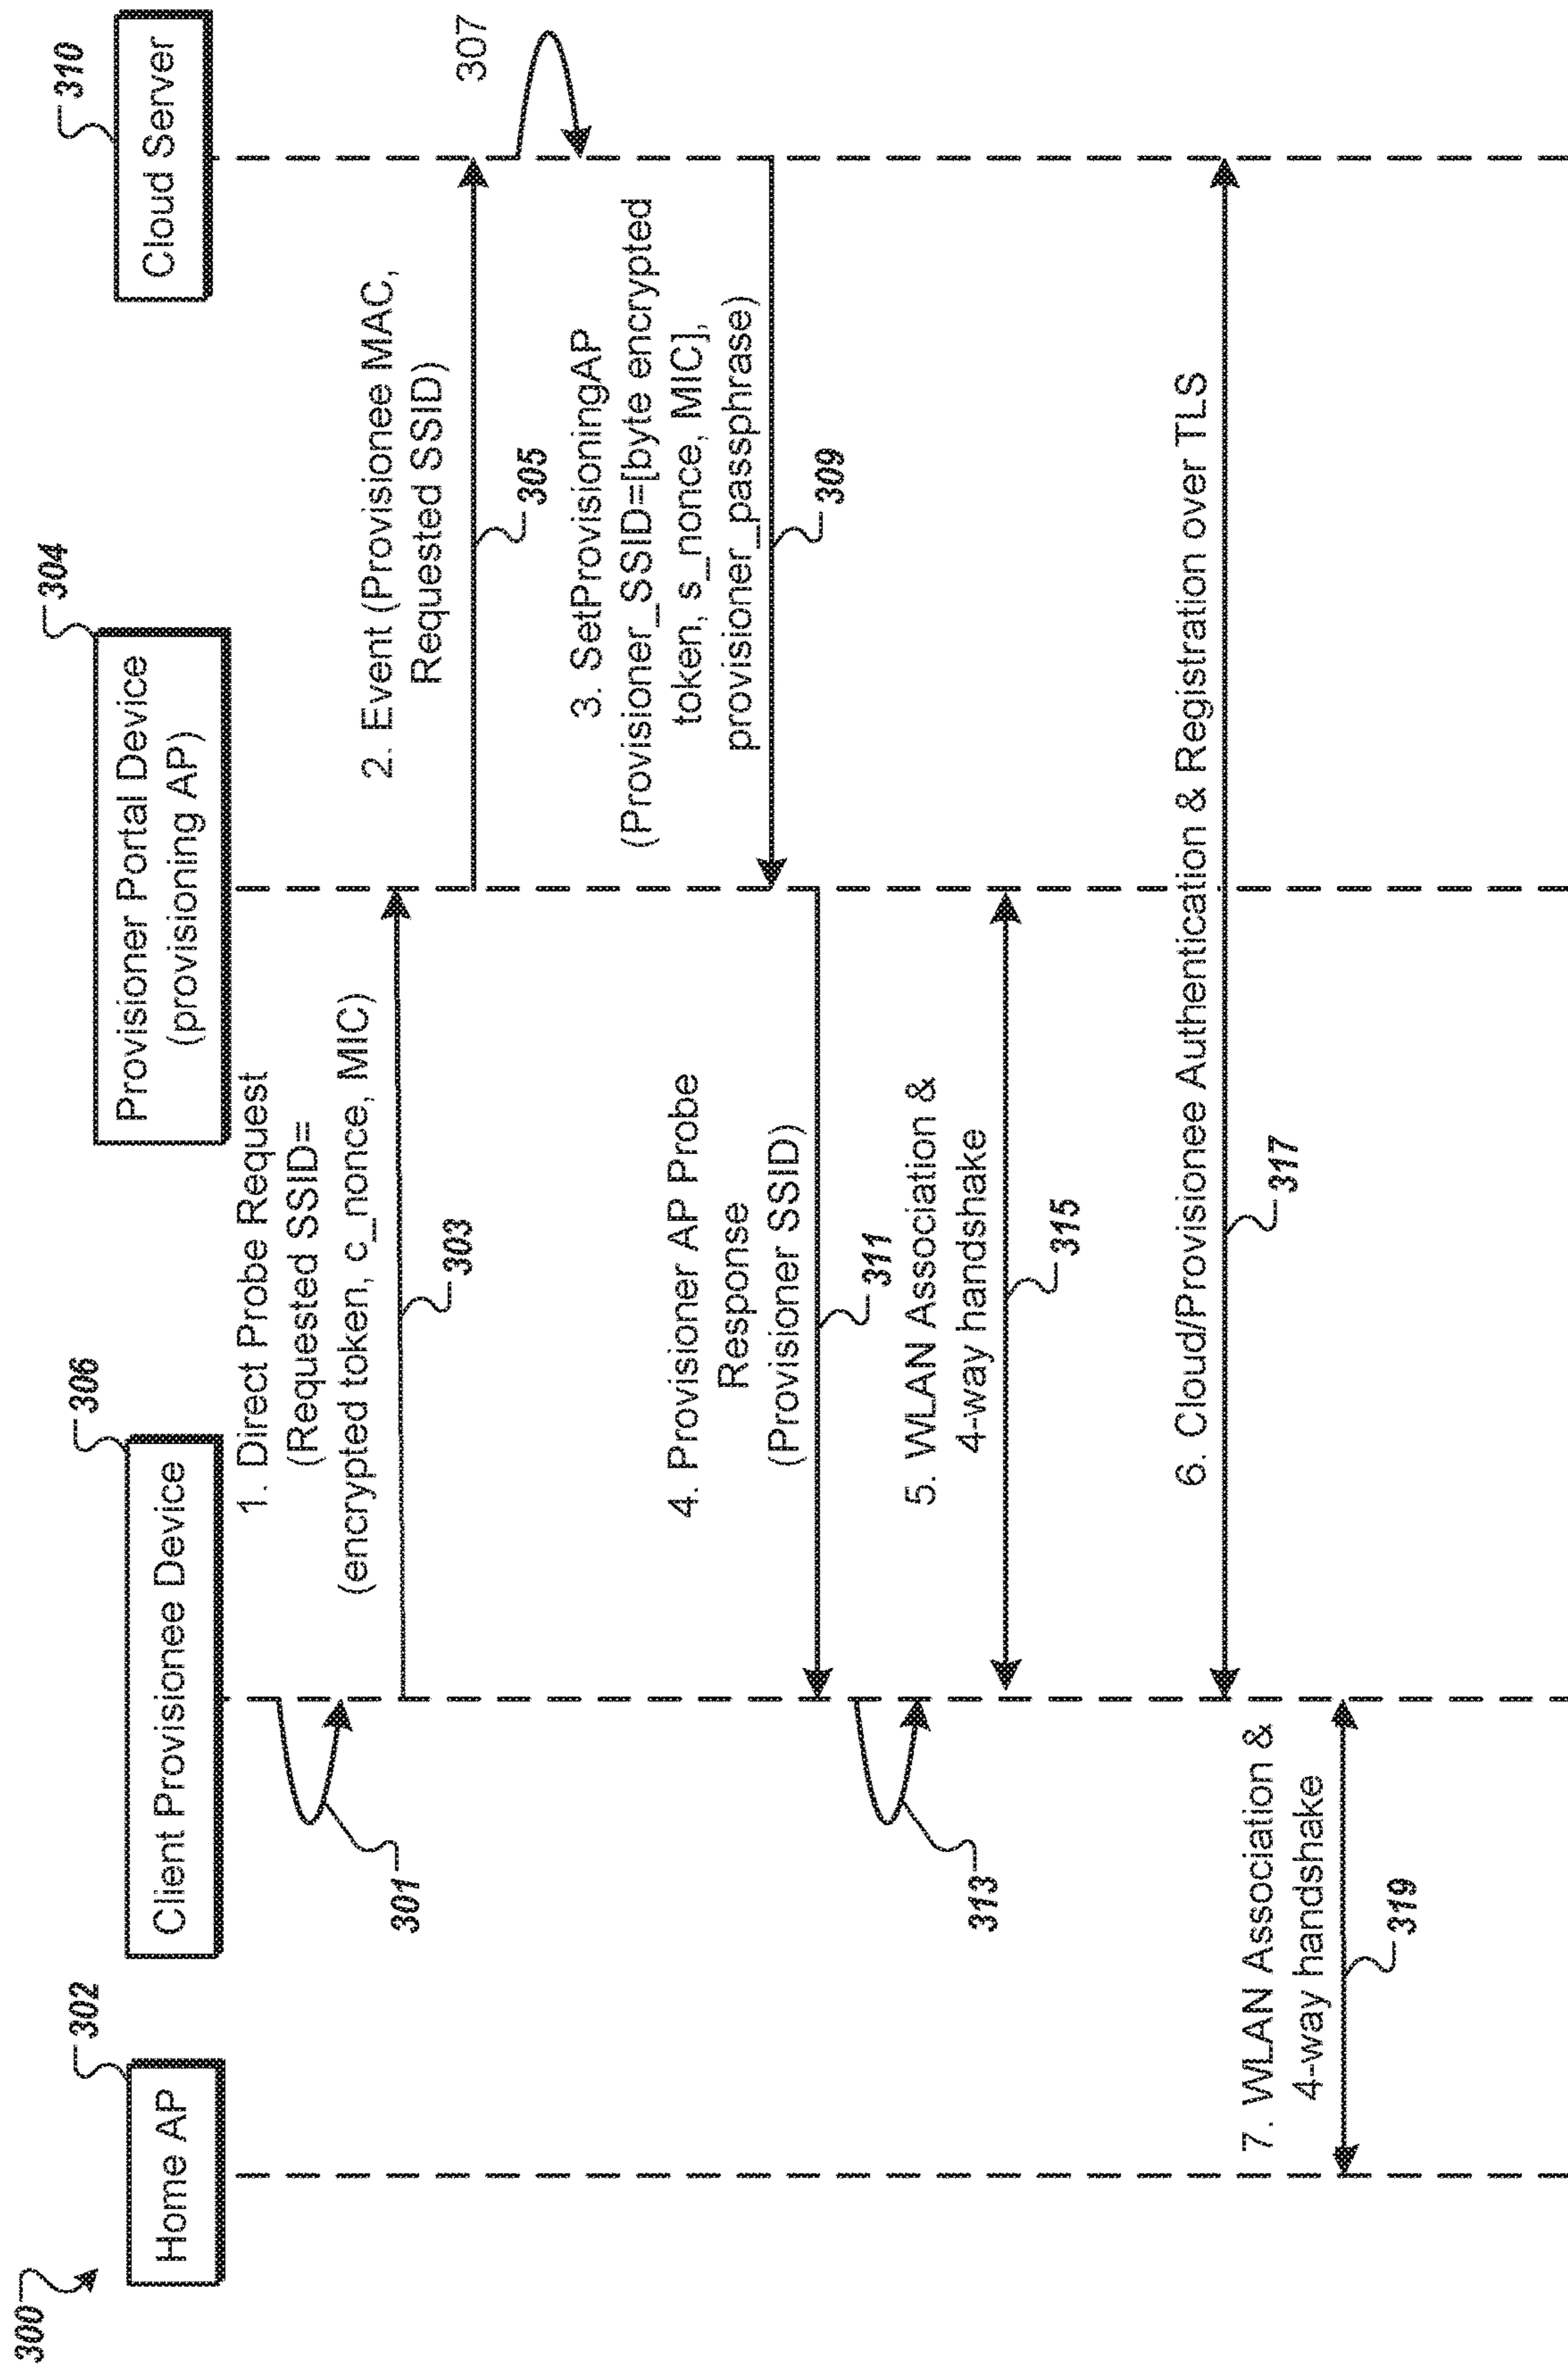 300
302
Home AP
306
Client Provisionee Device
304
Provisioner Portal Device
(provisioning AP)
310
Cloud Server
301
1. Direct Probe Request
(Requested SSID=
(encrypted token, c_nonce, MIC)
303
2. Event (Provisionee MAC,
Requested SSID)
305
307
3. SetProvisioningAP
(Provisioner_SSID=[byte encrypted
token, s_nonce, MIC],
provisioner_passphrase)
309
4. Provisioner AP Probe
Response
(Provisioner SSID)
311
313
5. WLAN Association &
4-way handshake
315
6. Cloud/Provisionee Authentication & Registration over TLS
317
7. WLAN Association &
4-way handshake
319